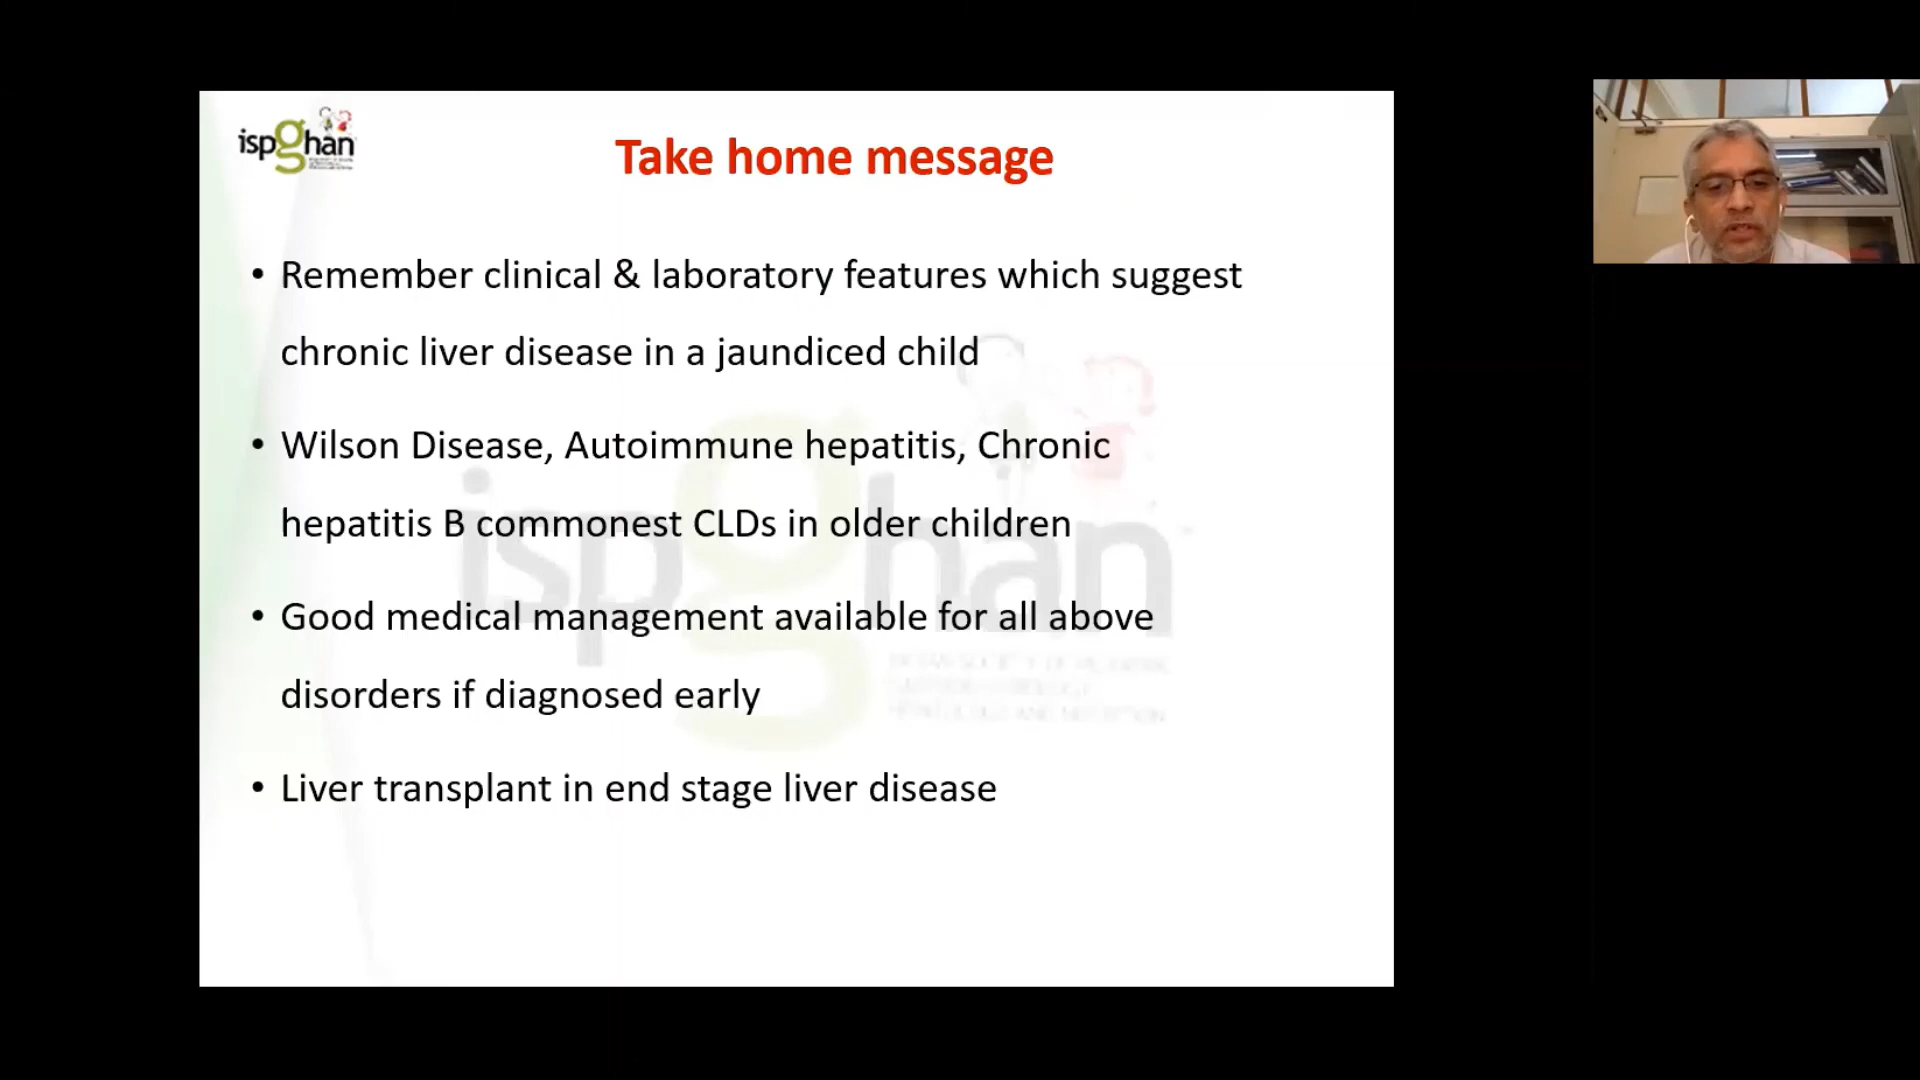 ispghan
Take home message
• Remember clinical & laboratory features which suggest
chronic liver disease in a jaundiced child
• Wilson Disease, Autoimmune hepatitis, Chronic
hepatitis B commonest CLDs in older children
• Good medical management available for all above
disorders if diagnosed early
• Liver transplant in end stage liver disease
ispghan